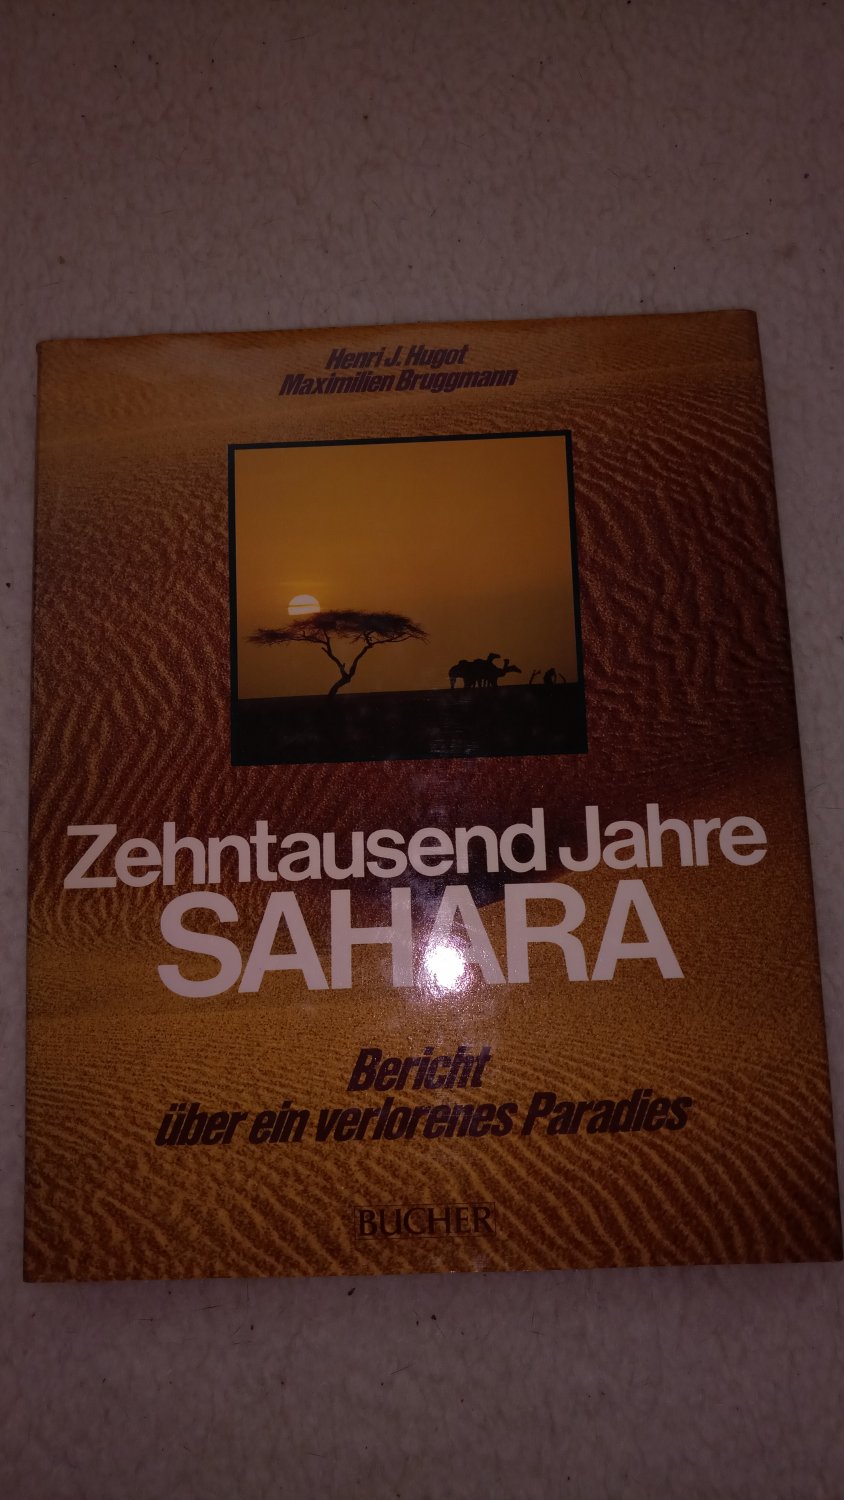 Henri J. Hugot
Maximilien Bruggmann
Zehntausend Jahre
SAHARA
Bericht
über ein verlorenes Paradies
BUCHER